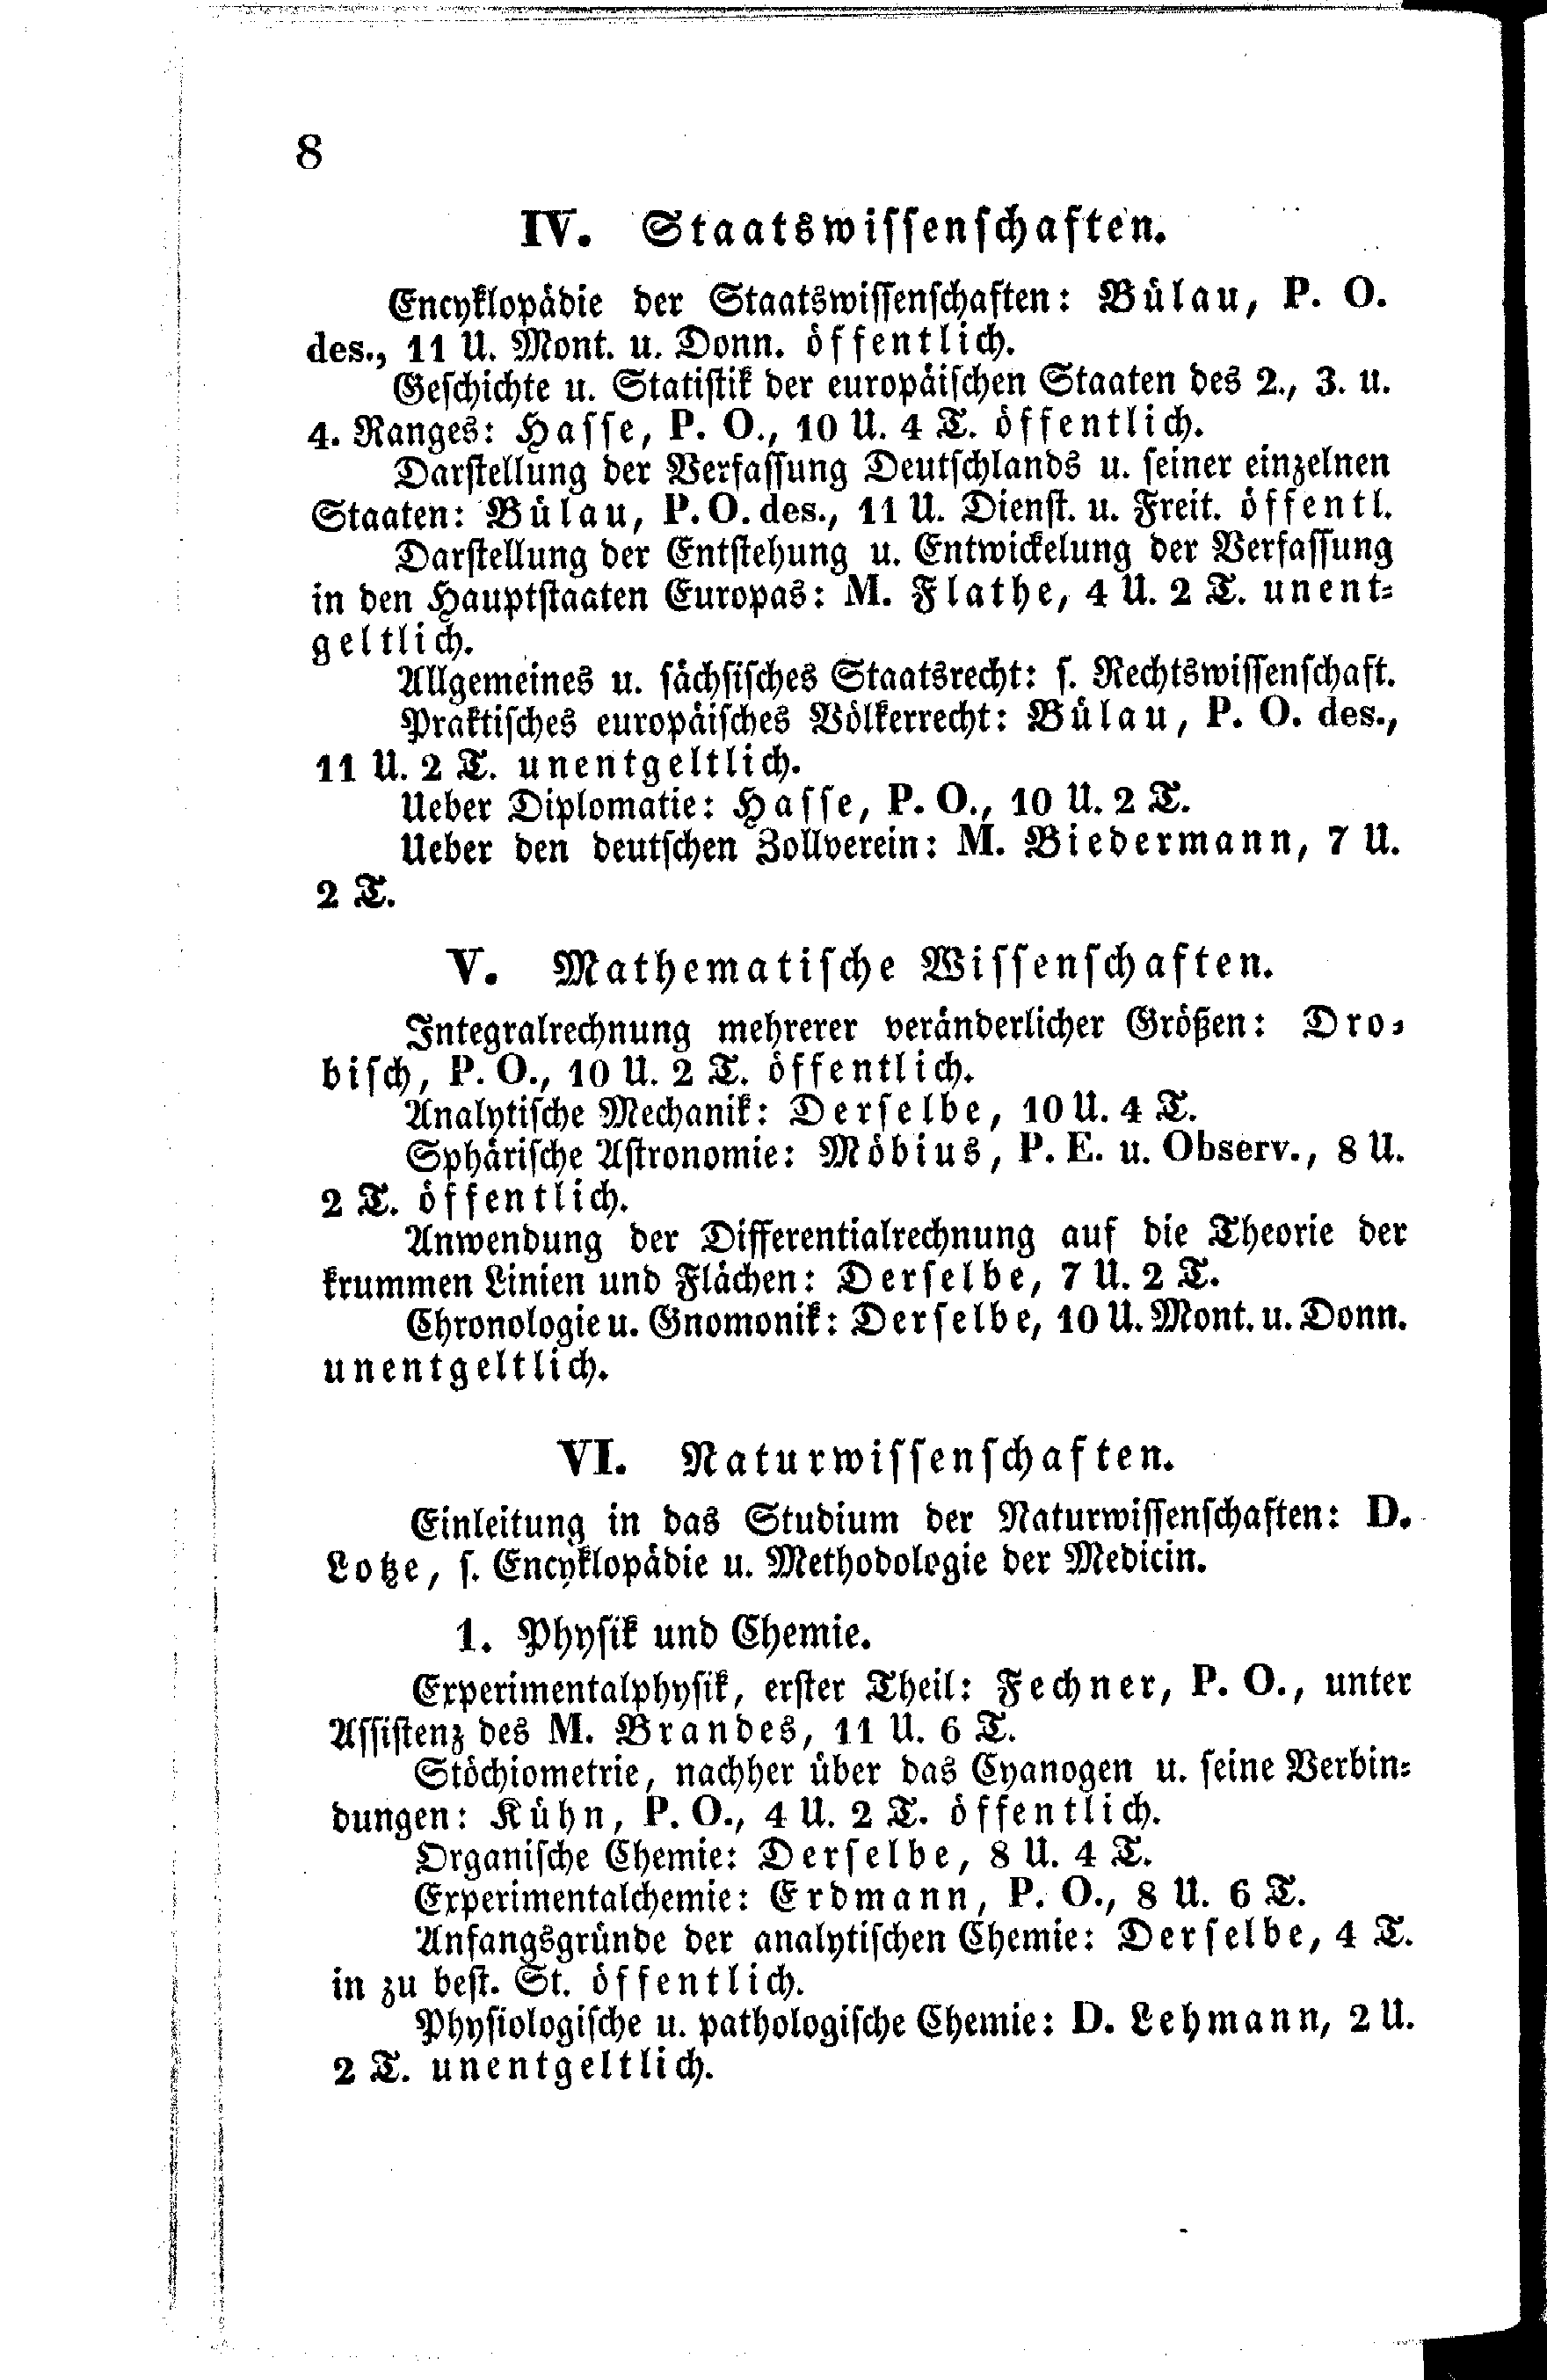 8
IV. Staatswissenschaften.
Encyklopädie der Staatswissenschaften: Bülau, P. O.
des., 11 U. Mont. u. Donn. öffentlich.
Geschichte u. Statistik der europäischen Staaten des 2., 3. u.
4. Ranges: Hasse, P. O., 10 U. 4 T. öffentlich.
Darstellung der Verfassung Deutschlands u. seiner einzelnen
Staaten: Bülau, P. O. des., 11 U. Dienst. u. Freit. öffentl.
Darstellung der Entstehung u. Entwickelung der Verfassung
in den Hauptstaaten Europas: M. Flathe, 4 U. 2 T. unent-
geltlich.
Allgemeines u. sächsisches Staatsrecht: s. Rechtswissenschaft.
Praktisches europäisches Völkerrecht: Bülau, P. O. des.,
11 U. 2 T. unentgeltlich.
Ueber Diplomatie: Hasse, P. O., 10 U. 2 T.
Ueber den deutschen Zollverein: M. Biedermann, 7 U.
2 T.
V. Mathematische Wissenschaften.
Integralrechnung mehrerer veränderlicher Größen: Dro-
bisch, P. O., 10 U. 2 T. öffentlich.
Analytische Mechanik: Derselbe, 10 U. 4 T.
Sphärische Astronomie: Möbius, P. E. u. Observ., 8 U.
2 T. öffentlich.
Anwendung der Differentialrechnung auf die Theorie der
krummen Linien und Flächen: Derselbe, 7 U. 2 T.
Chronologie u. Gnomonik: Derselbe, 10 U. Mont. u. Donn.
unentgeltlich.
VI. Naturwissenschaften.
Einleitung in das Studium der Naturwissenschaften: D.
Lotze, s. Encyklopädie u. Methodologie der Medicin.
1. Physik und Chemie.
Experimentalphysik, erster Theil: Fechner, P. O., unter
Assistenz des M. Brandes, 11 U. 6 T.
Stöchiometrie, nachher über das Cyanogen u. seine Verbin-
dungen: Kühn, P. O., 4 U. 2 T. öffentlich.
Organische Chemie: Derselbe, 8 U. 4 T.
Experimentalchemie: Erdmann, P. O., 8 U. 6 T.
Anfangsgründe der analytischen Chemie: Derselbe, 4 T.
in zu best. St. öffentlich.
Physiologische u. pathologische Chemie: D. Lehmann, 2 U.
2 T. unentgeltlich.